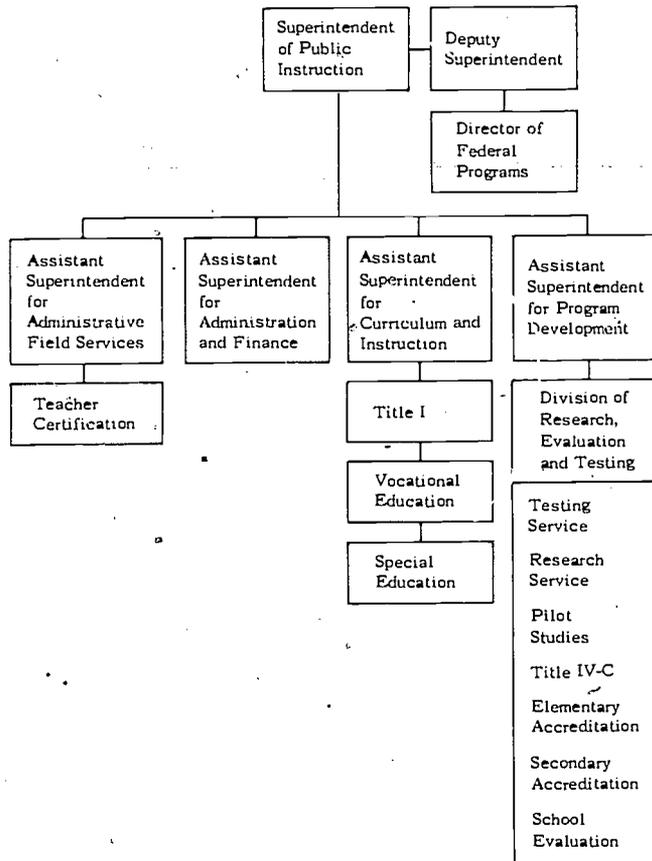 Superintendent
of Public
Instruction
Deputy
Superintendent
Director of
Federal
Programs
Assistant
Superintendent
for
Administrative
Field Services
Assistant
Superintendent
for
Administration
and Finance
Assistant
Superintendent
for
Curriculum and
Instruction
Assistant
Superintendent
for Program
Development
Teacher
Certification
Title I
Vocational
Education
Special
Education
Division of
Research,
Evaluation
and Testing
Testing
Service
Research
Service
Pilot
Studies
Title IV-C
Elementary
Accreditation
Secondary
Accreditation
School
Evaluation